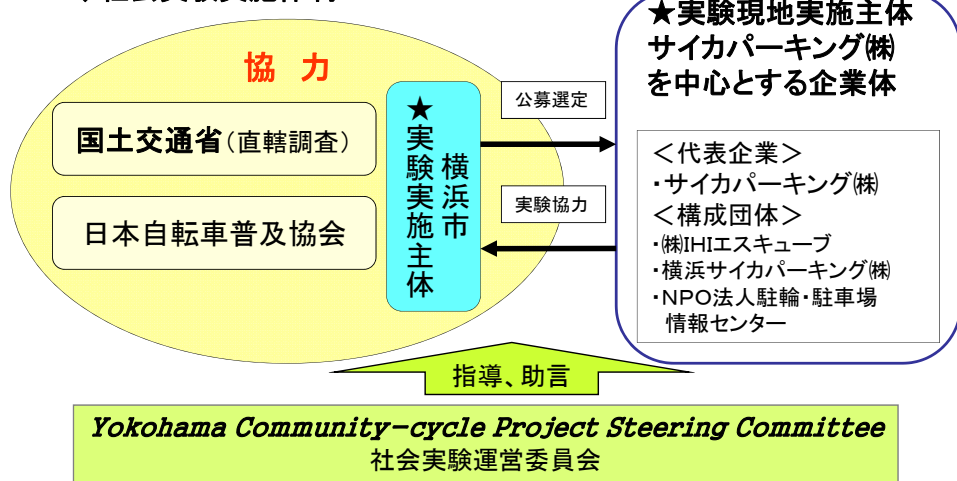 協 力
国土交通省（直轄調査）
日本自転車普及協会
★実験実施主体
横浜市
公募選定
実験協力
★実験現地実施主体
サイカパーキング㈱
を中心とする企業体
＜代表企業＞
・サイカパーキング㈱
＜構成団体＞
・㈱IHIエスキューブ
・横浜サイカパーキング㈱
・NPO法人駐輪・駐車場
情報センター
指導、助言
Yokohama Community-cycle Project Steering Committee
社会実験運営委員会